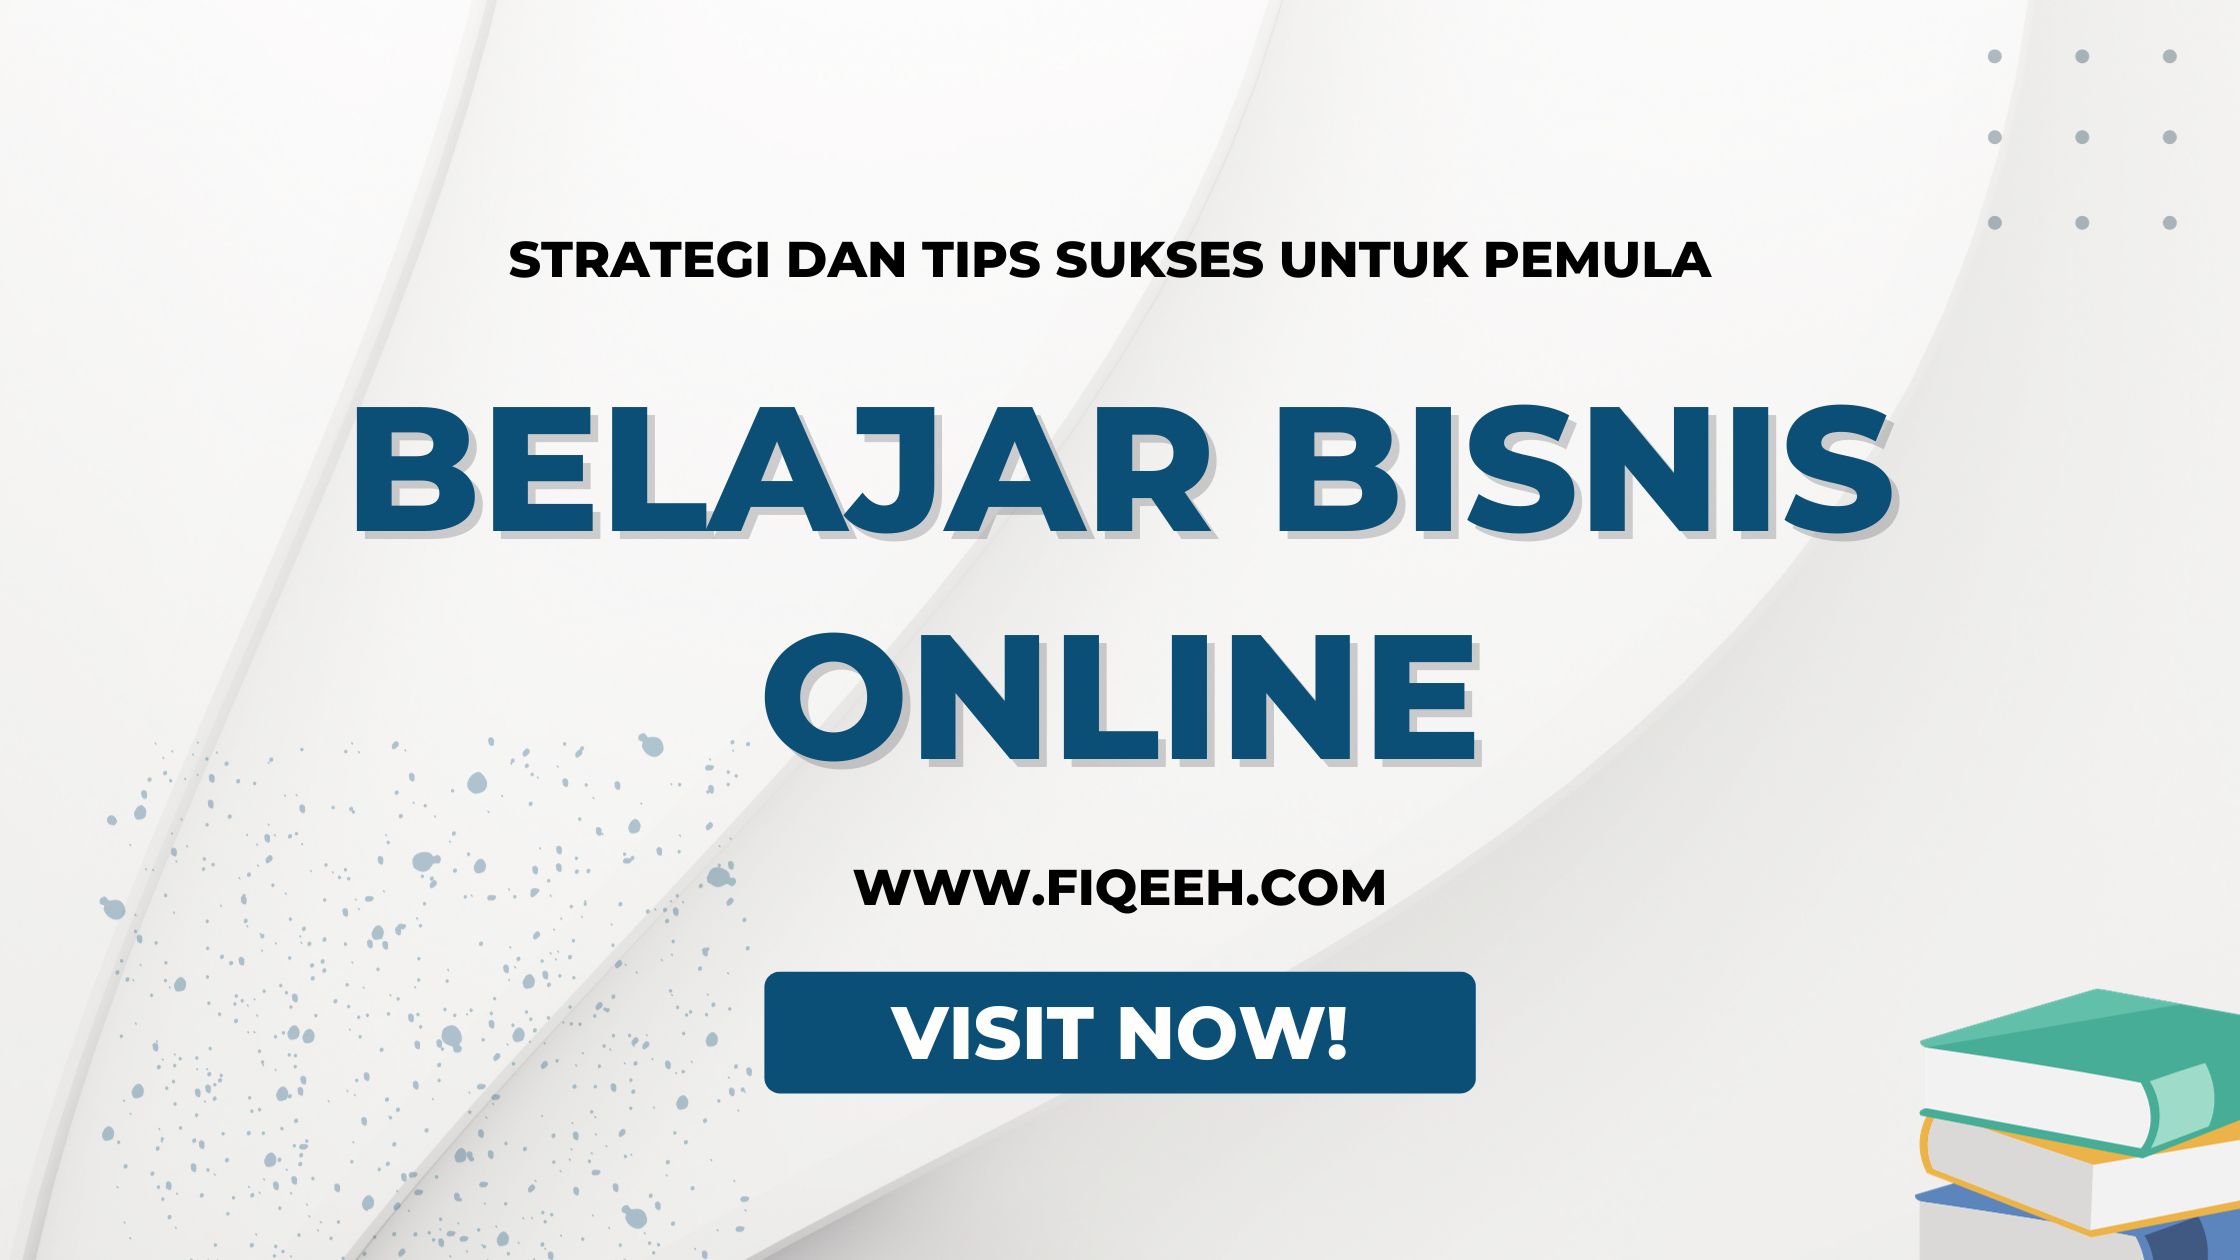 STRATEGI DAN TIPS SUKSES UNTUK PEMULA
BELAJAR BISNIS
ONLINE
WWW.FIQEEH.COM
VISIT NOW!